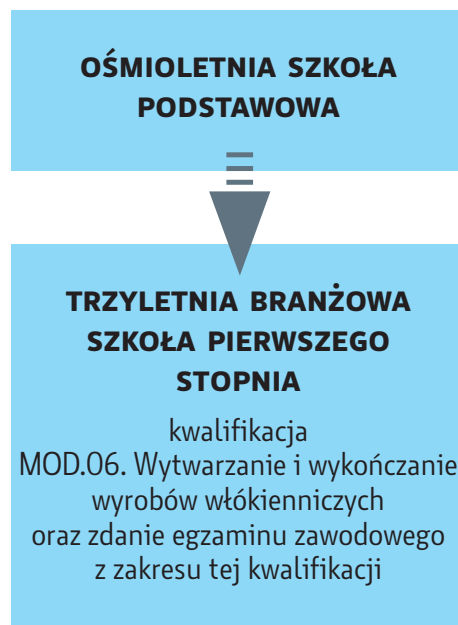 OŚMIOLETNIA SZKOŁA
PODSTAWOWA
TRZYLETNIA BRANŻOWA
SZKOŁA PIERWSZEGO
STOPNIA
kwalifikacja
MOD.06. Wytwarzanie i wykończanie
wyrobów włókienniczych
oraz zdanie egzaminu zawodowego
z zakresu tej kwalifikacji